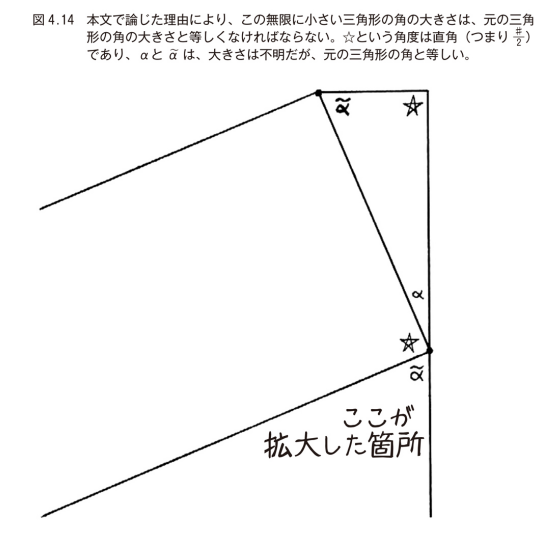 図 4.14 本文で論じた理由により、この無限に小さい三角形の角の大きさは、元の三角
形の角の大きさと等しくなければならない。☆という角度は直角（つまり #/2）
であり、αと α̃ は、大きさは不明だが、元の三角形の角と等しい。
α̃ ☆
α
☆
α̃
ここが
拡大した箇所